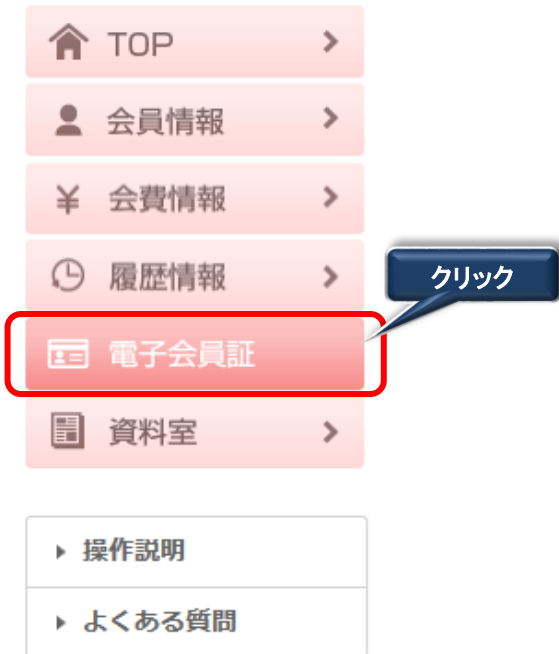 TOP
会員情報
¥ 会費情報
履歴情報
クリック
電子会員証
資料室
操作説明
よくある質問